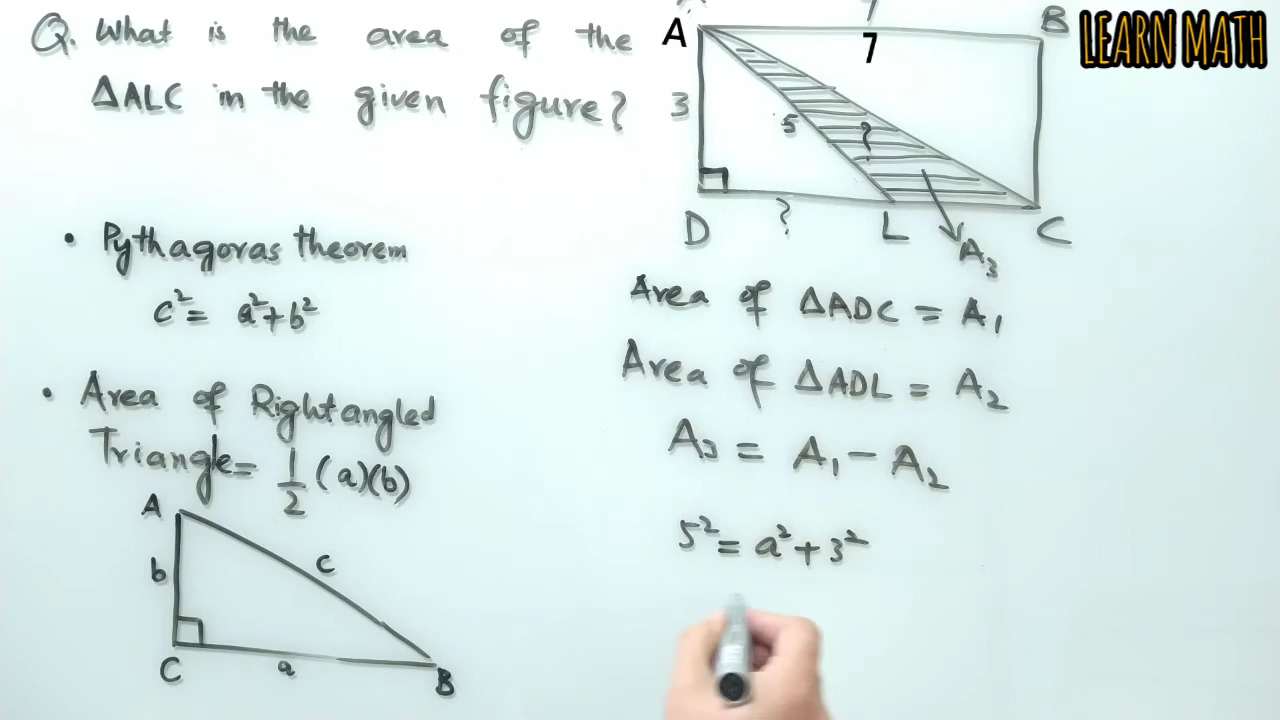 Q. What is the area of the
ΔALC in the given figure?
• Pythagoras theorem
c²= a²+b²
• Area of Rightangled
Triangle= 1/2 (a)(b)
A
b
c
C
a
B
A
7
B
3
5
?
D
?
L
C
A₃
LEARN MATH
Area of ΔADC = A₁
Area of ΔADL = A₂
A₃ = A₁ - A₂
5² = a² + 3²